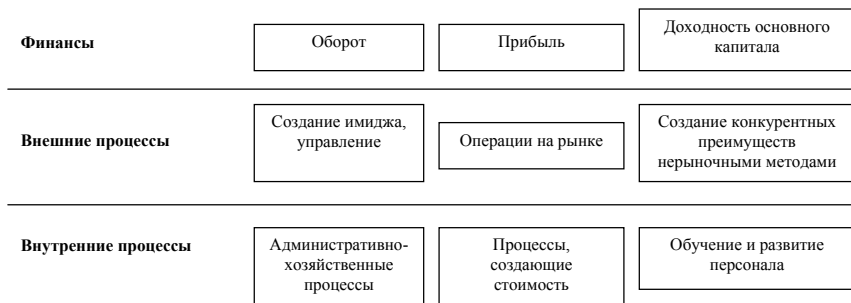 Финансы
Оборот
Прибыль
Доходность основного
капитала
Внешние процессы
Создание имиджа,
управление
Операции на рынке
Создание конкурентных
преимуществ
нерыночными методами
Внутренние процессы
Административно-
хозяйственные
процессы
Процессы,
создающие
стоимость
Обучение и развитие
персонала